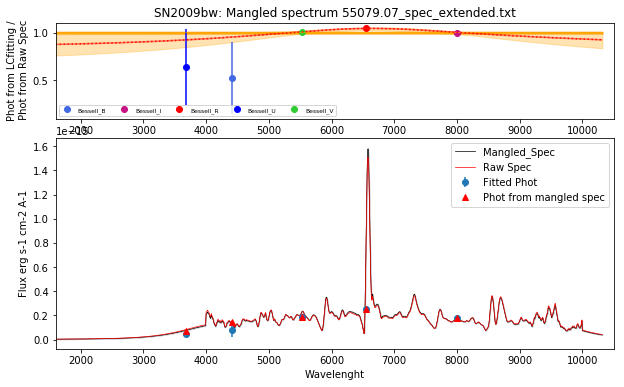 SN2009bw: Mangled spectrum 55079.07_spec_extended.txt
Phot from LCfitting /
Phot from Raw Spec
1.0
0.5
Bessell_B
Bessell_I
Bessell_R
Bessell_U
Bessell_V
2000 3000 4000 5000 6000 7000 8000 9000 10000
Flux erg s-1 cm-2 A-1
1.6
1.4
1.2
1.0
0.8
0.6
0.4
0.2
0.0
Mangled_Spec
Raw Spec
Fitted Phot
Phot from mangled spec
2000 3000 4000 5000 6000 7000 8000 9000 10000
Wavelenght